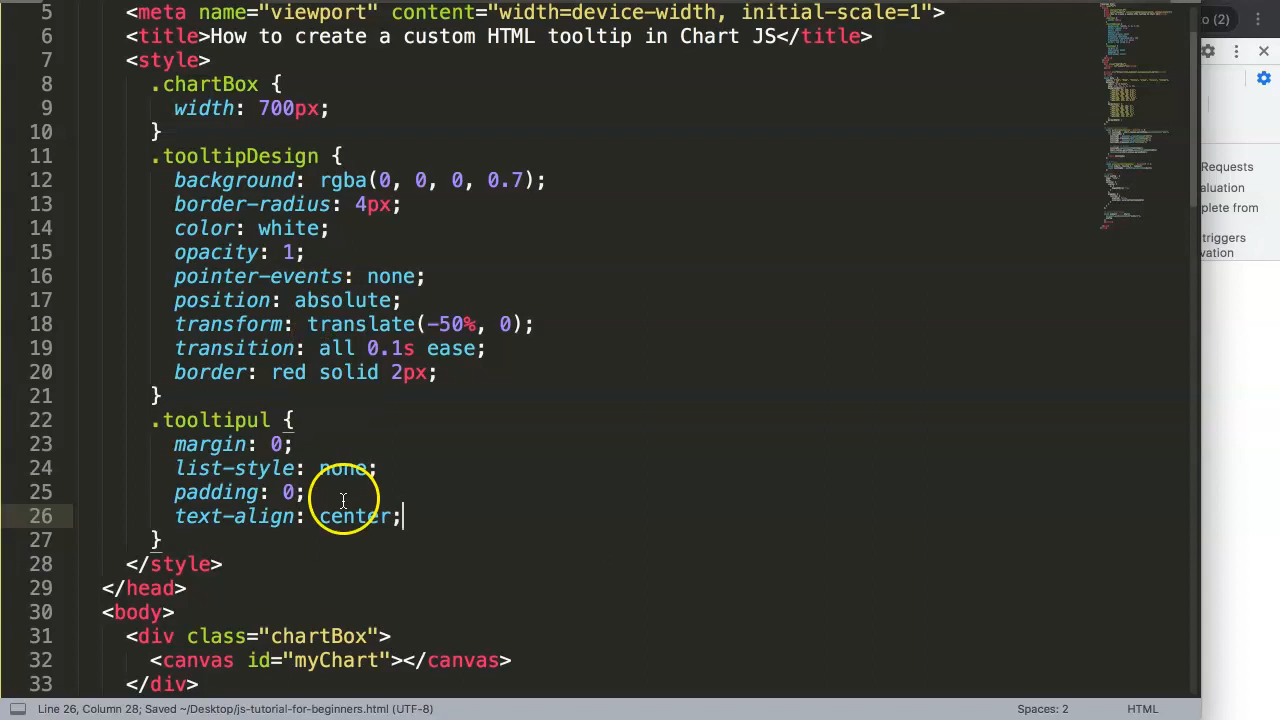 5 <meta name="viewport" content="width=device-width, initial-scale=1">
6 <title>How to create a custom HTML tooltip in Chart JS</title>
7 <style>
8 .chartBox {
9 width: 700px;
10 }
11 .tooltipDesign {
12 background: rgba(0, 0, 0, 0.7);
13 border-radius: 4px;
14 color: white;
15 opacity: 1;
16 pointer-events: none;
17 position: absolute;
18 transform: translate(-50%, 0);
19 transition: all 0.1s ease;
20 border: red solid 2px;
21 }
22 .tooltipul {
23 margin: 0;
24 list-style: none;
25 padding: 0;
26 text-align: center;
27 }
28 </style>
29 </head>
30 <body>
31 <div class="chartBox">
32 <canvas id="myChart"></canvas>
33 </div>
Line 26, Column 28; Saved ~/Desktop/js-tutorial-for-beginners.html (UTF-8)
Spaces: 2
HTML
o (2)
Requests
aluation
plete from
triggers
vation